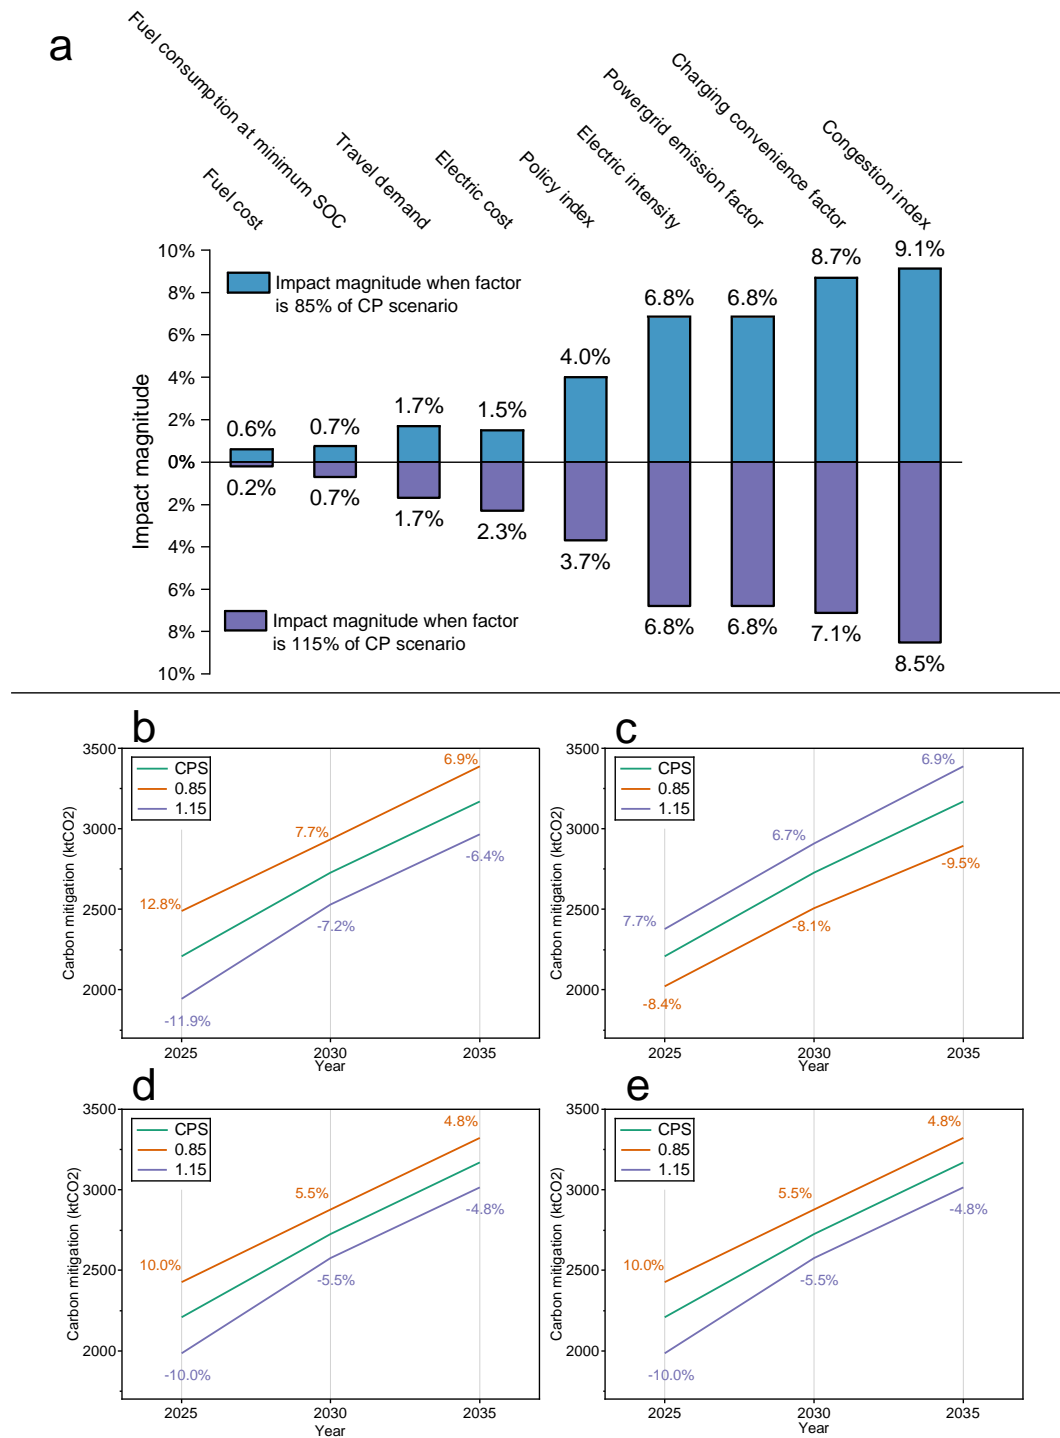 a
Fuel cost
Fuel consumption at minimum SOC
Travel demand
Electric cost
Policy index
Electric intensity
Powergrid emission factor
Charging convenience factor
Congestion index
Impact magnitude
10%
8%
6%
4%
2%
0%
2%
4%
6%
8%
10%
Impact magnitude when factor
is 85% of CP scenario
0.6%
0.7%
1.7%
1.5%
4.0%
6.8%
6.8%
8.7%
9.1%
0.2%
0.7%
1.7%
2.3%
3.7%
6.8%
6.8%
7.1%
8.5%
Impact magnitude when factor
is 115% of CP scenario
b
Carbon mitigation (ktCO2)
3500
3000
2500
2000
CPS
0.85
1.15
12.8%
7.7%
6.9%
-11.9%
-7.2%
-6.4%
2025
2030
2035
Year
c
Carbon mitigation (ktCO2)
3500
3000
2500
2000
CPS
0.85
1.15
7.7%
6.7%
6.9%
-8.4%
-8.1%
-9.5%
2025
2030
2035
Year
d
Carbon mitigation (ktCO2)
3500
3000
2500
2000
CPS
0.85
1.15
10.0%
5.5%
4.8%
-10.0%
-5.5%
-4.8%
2025
2030
2035
Year
e
Carbon mitigation (ktCO2)
3500
3000
2500
2000
CPS
0.85
1.15
10.0%
5.5%
4.8%
-10.0%
-5.5%
-4.8%
2025
2030
2035
Year